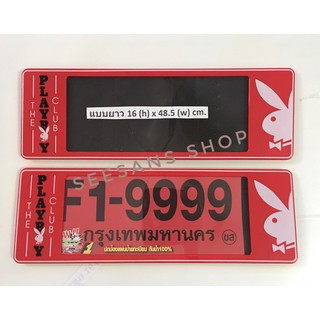 THE
PLAYBOY
CLUB
แบบยาว 16 (h) x 48.5 (w) cm.
SEESANS SHOP
THE
PLAYBOY
CLUB
F1-9999
กรุงเทพมหานคร